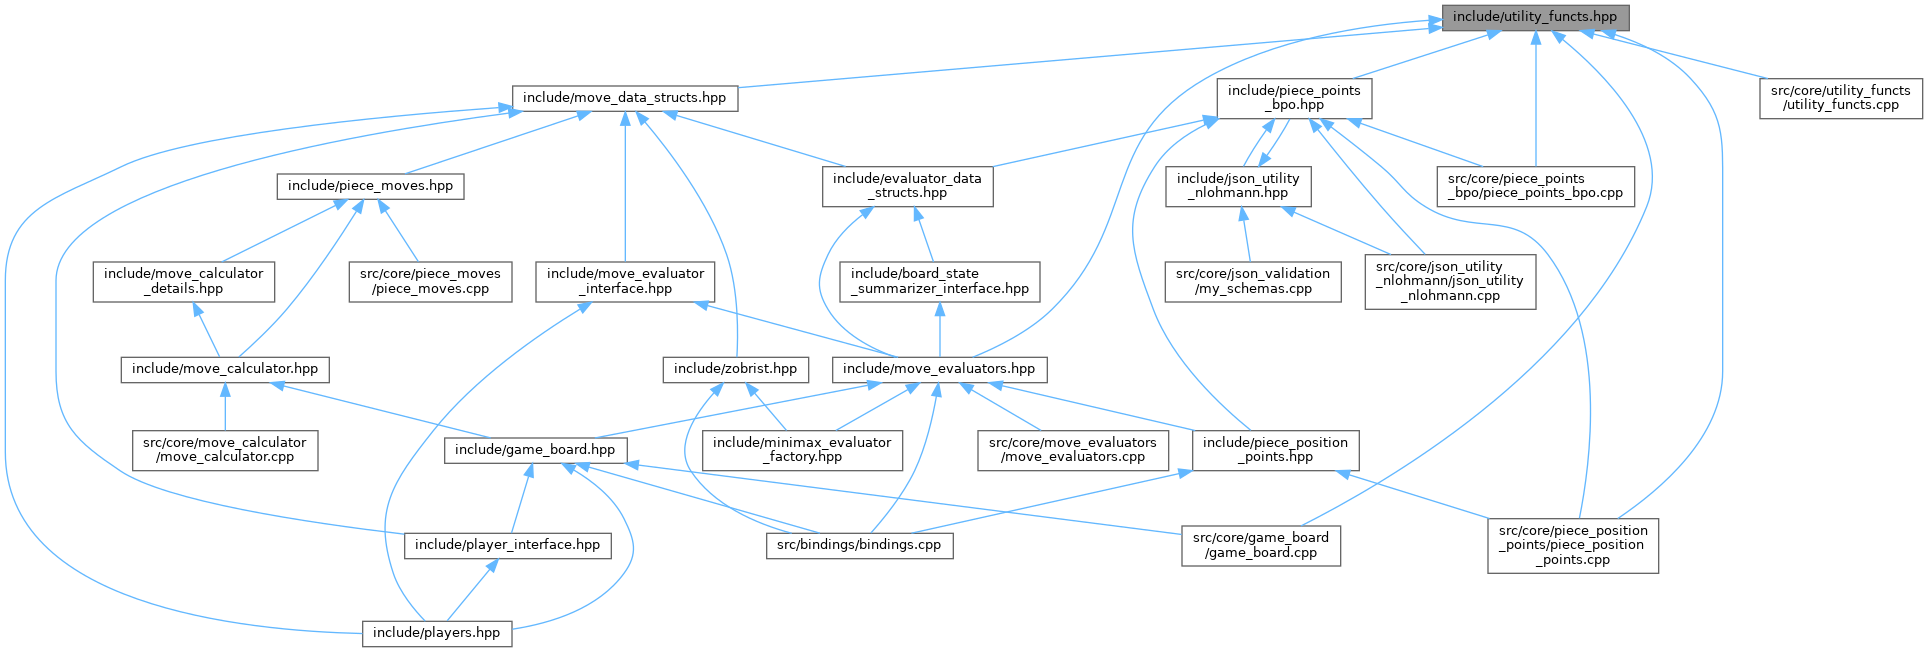 include/utility_functs.hpp
include/move_data_structs.hpp
include/piece_points
_bpo.hpp
src/core/utility_functs
/utility_functs.cpp
include/piece_moves.hpp
include/evaluator_data
_structs.hpp
include/json_utility
_nlohmann.hpp
src/core/piece_points
_bpo/piece_points_bpo.cpp
include/move_calculator
_details.hpp
src/core/piece_moves
/piece_moves.cpp
include/move_evaluator
_interface.hpp
include/board_state
_summarizer_interface.hpp
src/core/json_validation
/my_schemas.cpp
src/core/json_utility
_nlohmann/json_utility
_nlohmann.cpp
include/move_calculator.hpp
include/zobrist.hpp
include/move_evaluators.hpp
src/core/move_calculator
/move_calculator.cpp
include/game_board.hpp
include/minimax_evaluator
_factory.hpp
src/core/move_evaluators
/move_evaluators.cpp
include/piece_position
_points.hpp
include/player_interface.hpp
src/bindings/bindings.cpp
src/core/game_board
/game_board.cpp
src/core/piece_position
_points/piece_position
_points.cpp
include/players.hpp